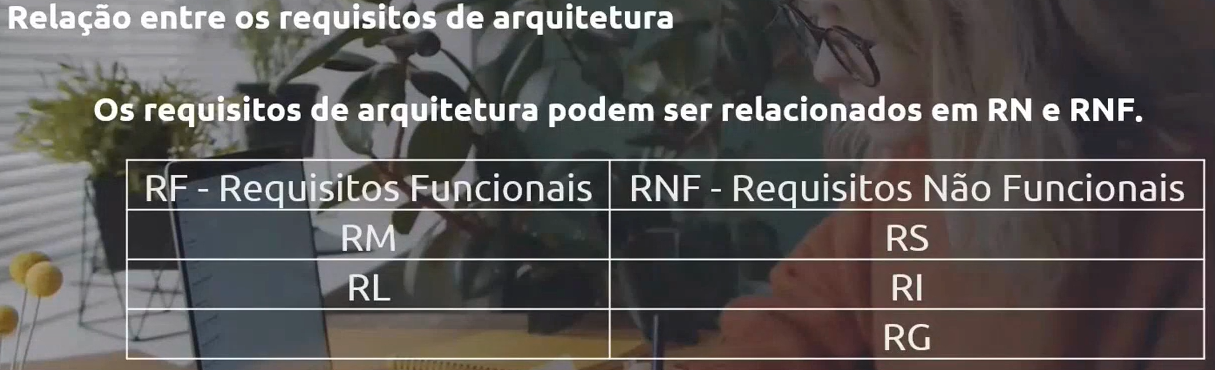 Relação entre os requisitos de arquitetura
Os requisitos de arquitetura podem ser relacionados em RN e RNF.
RF - Requisitos Funcionais RNF - Requisitos Não Funcionais
RM RS
RL RI
RG